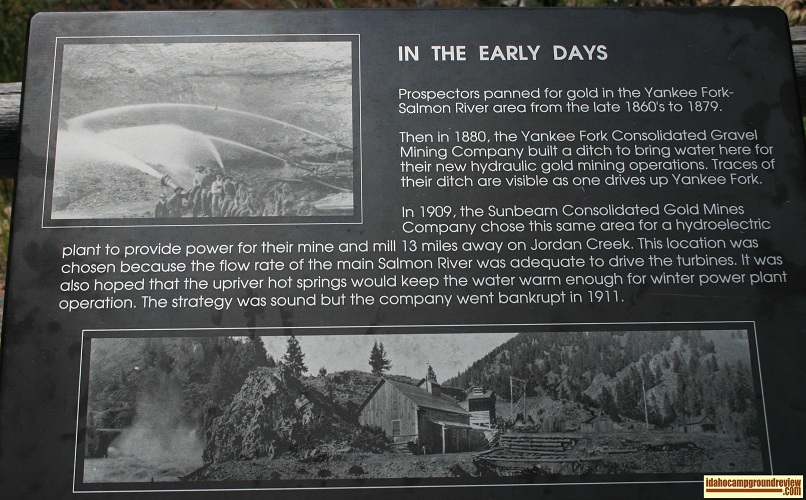 IN THE EARLY DAYS
Prospectors panned for gold in the Yankee Fork-
Salmon River area from the late 1860's to 1879.
Then in 1880, the Yankee Fork Consolidated Gravel
Mining Company built a ditch to bring water here for
their new hydraulic gold mining operations. Traces of
their ditch are visible as one drives up Yankee Fork.
In 1909, the Sunbeam Consolidated Gold Mines
Company chose this same area for a hydroelectric
plant to provide power for their mine and mill 13 miles away on Jordan Creek. This location was
chosen because the flow rate of the main Salmon River was adequate to drive the turbines. It was
also hoped that the upriver hot springs would keep the water warm enough for winter power plant
operation. The strategy was sound but the company went bankrupt in 1911.
idahocampgroundreview.com